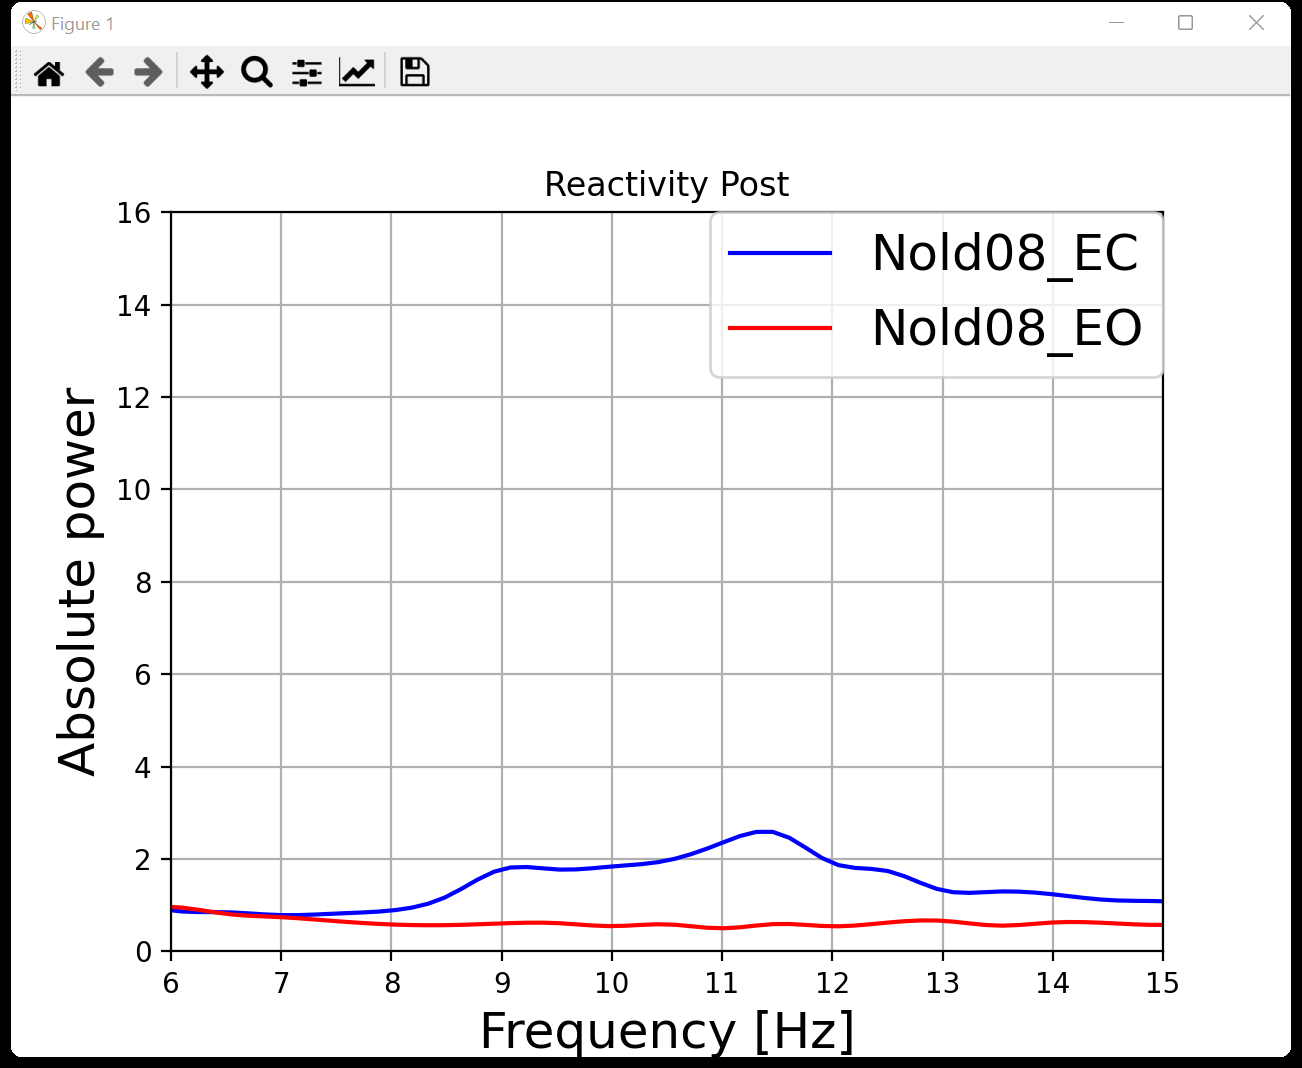 Figure 1
Reactivity Post
Nold08_EC
Nold08_EO
Absolute power
16
14
12
10
8
6
4
2
0
6 7 8 9 10 11 12 13 14 15
Frequency [Hz]